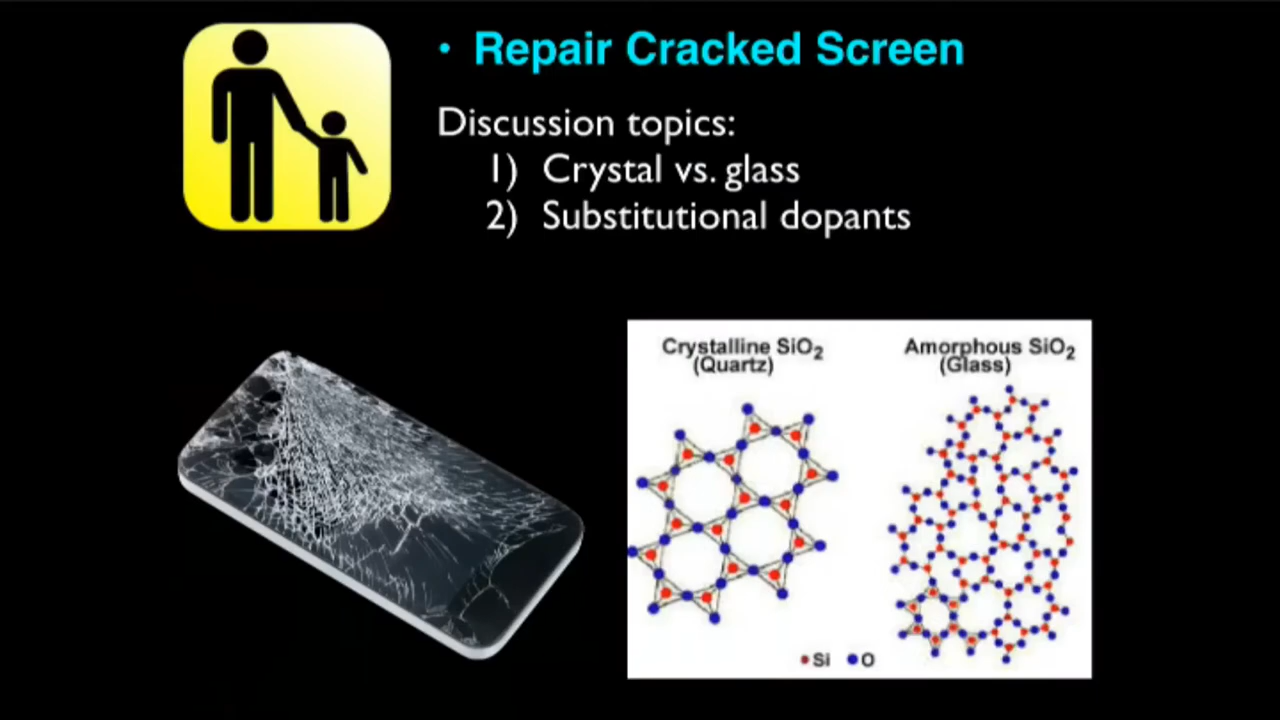 • Repair Cracked Screen
Discussion topics:
1) Crystal vs. glass
2) Substitutional dopants
Crystalline SiO₂
(Quartz)
Amorphous SiO₂
(Glass)
Si O